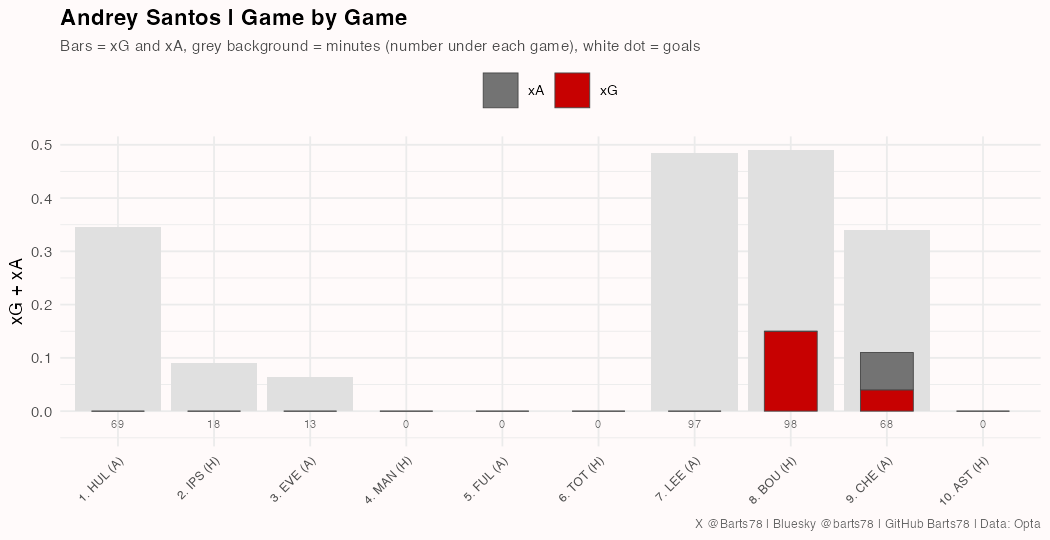 Andrey Santos | Game by Game
Bars = xG and xA, grey background = minutes (number under each game), white dot = goals
xA xG
xG + xA
0.5
0.4
0.3
0.2
0.1
0.0
69 18 13 0 0 0 97 98 68 0
1. HUL (A) 2. IPS (H) 3. EVE (A) 4. MAN (H) 5. FUL (A) 6. TOT (H) 7. LEE (A) 8. BOU (H) 9. CHE (A) 10. AST (H)
X @Barts78 | Bluesky @barts78 | GitHub Barts78 | Data: Opta